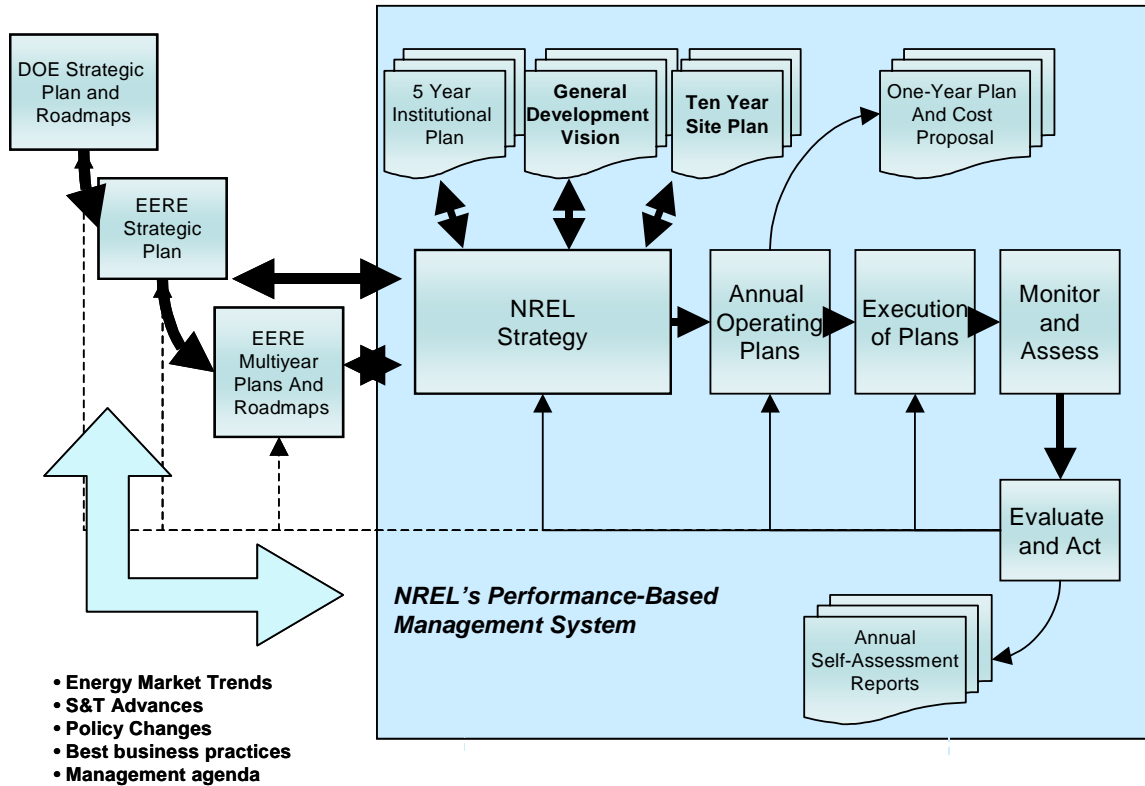 DOE Strategic
Plan and
Roadmaps
5 Year
Institutional
Plan
General
Development
Vision
Ten Year
Site Plan
One-Year Plan
And Cost
Proposal
EERE
Strategic
Plan
EERE
Multiyear
Plans And
Roadmaps
NREL
Strategy
Annual
Operating
Plans
Execution
of Plans
Monitor
and
Assess
Evaluate
and Act
NREL’s Performance-Based
Management System
Annual
Self-Assessment
Reports
• Energy Market Trends
• S&T Advances
• Policy Changes
• Best business practices
• Management agenda